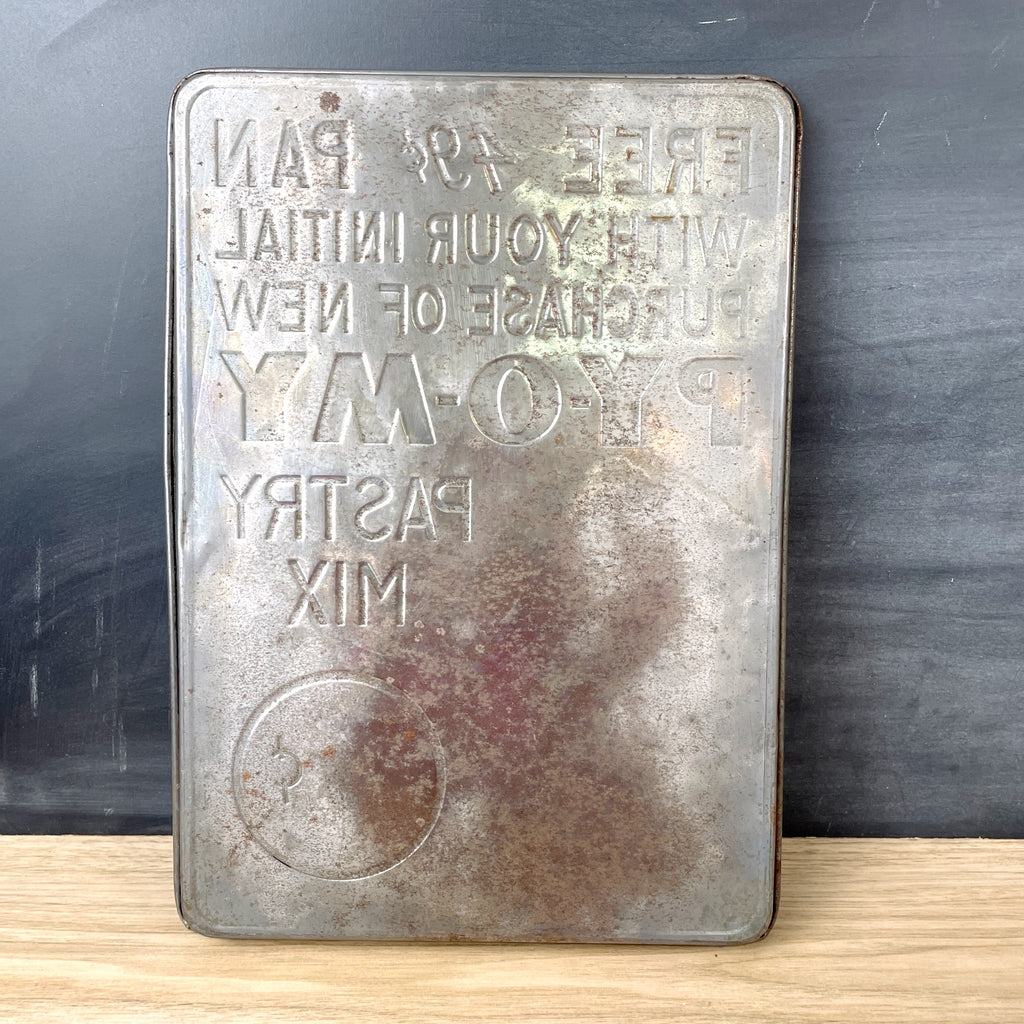 FREE 49¢ PAN
WITH YOUR INITIAL
PURCHASE OF NEW
PY-O-MY
PASTRY
MIX
¢